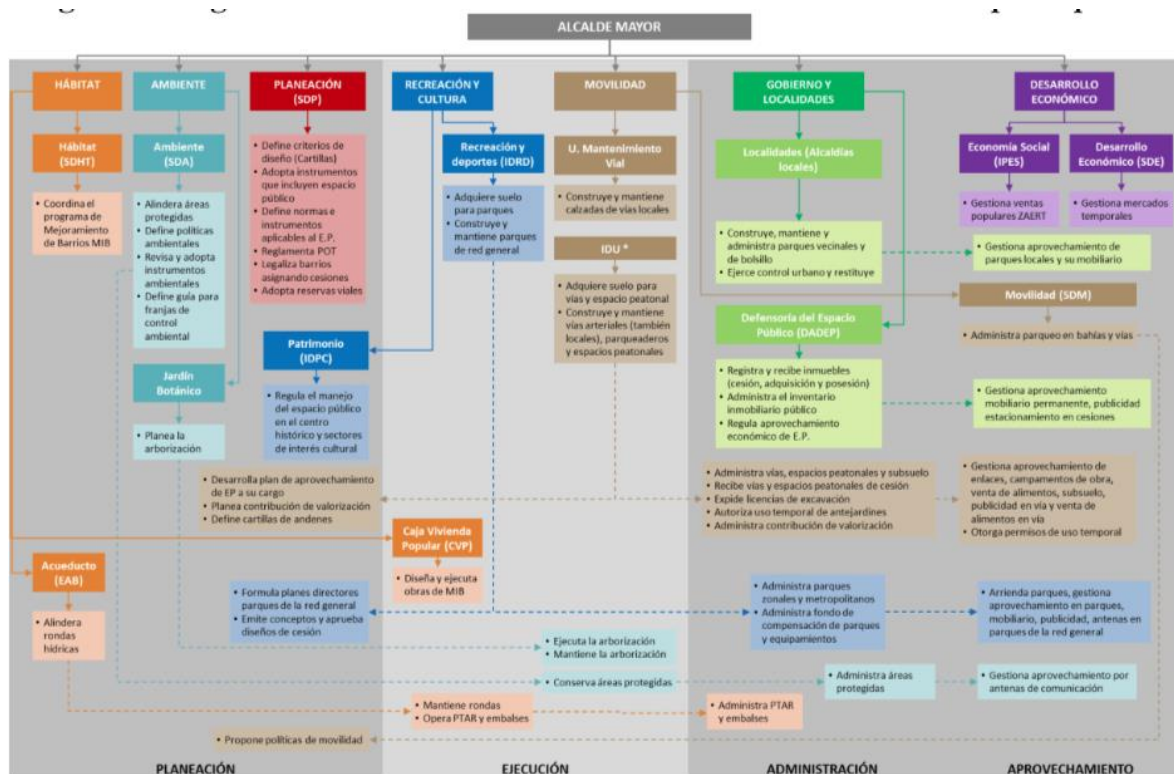 ALCALDE MAYOR
HÁBITAT
AMBIENTE
PLANEACIÓN
(SDP)
RECREACIÓN Y
CULTURA
MOVILIDAD
GOBIERNO Y
LOCALIDADES
DESARROLLO
ECONÓMICO
Hábitat
(SDHT)
• Coordina el
programa de
Mejoramiento de
Barrios MIB
Ambiente
(SDA)
• Alindera áreas
protegidas
• Define políticas
ambientales
• Revisa y adopta
instrumentos
ambientales
• Define guía para
franjas de
control
ambiental
• Define criterios de
diseño (Cartillas)
• Adopta instrumentos
que incluyen espacio
público
• Define normas e
instrumentos
aplicables al E.P.
• Reglamenta POT
• Legaliza barrios
asignando cesiones
• Adopta reservas viales
Recreación y
deportes (IDRD)
• Adquiere suelo
para parques
• Construye y
mantiene parques
de red general
U. Mantenimiento
Vial
• Construye y mantiene
calzadas de vías locales
IDU *
• Adquiere suelo para
vías y espacio peatonal
• Construye y mantiene
vías arteriales (también
locales), parqueaderos
y espacios peatonales
Localidades (Alcaldías
locales)
• Construye, mantiene y
administra parques vecinales y
de bolsillo
• Ejerce control urbano y restituye
Economía Social
(IPES)
• Gestiona ventas
populares ZAERT
Desarrollo
Económico (SDE)
• Gestiona mercados
temporales
• Gestiona aprovechamiento de
parques locales y su mobiliario
Movilidad (SDM)
• Administra parqueo en bahías y vías
Jardín
Botánico
• Planea la
arborización
Patrimonio
(IDPC)
• Regula el manejo
del espacio público
en el centro
histórico y sectores
de interés cultural
Defensoría del Espacio
Público (DADEP)
• Registra y recibe inmuebles
(cesión, adquisición y posesión)
• Administra el inventario
inmobiliario público
• Regula aprovechamiento
económico de E.P.
• Gestiona aprovechamiento
mobiliario permanente, publicidad
estacionamiento en cesiones
• Desarrolla plan de aprovechamiento
de EP a su cargo
• Planea contribución de valorización
• Define cartillas de andenes
• Administra vías, espacios peatonales y subsuelo
• Recibe vías y espacios peatonales de cesión
• Expide licencias de excavación
• Autoriza uso temporal de antejardines
• Administra contribución de valorización
• Gestiona aprovechamiento de
enlaces, campamentos de obra,
venta de alimentos, subsuelo,
publicidad en vía y venta de
alimentos en vía
• Otorga permisos de uso temporal
Caja Vivienda
Popular (CVP)
• Diseña y ejecuta
obras de MIB
Acueducto
(EAB)
• Alindera
rondas
hídricas
• Formula planes directores
parques de la red general
• Emite conceptos y aprueba
diseños de cesión
• Administra parques
zonales y metropolitanos
• Administra fondo de
compensación de parques
y equipamientos
• Arrienda parques, gestiona
aprovechamiento en parques,
mobiliario, publicidad, antenas en
parques de la red general
• Ejecuta la arborización
• Mantiene la arborización
• Conserva áreas protegidas
• Administra áreas
protegidas
• Gestiona aprovechamiento por
antenas de comunicación
• Mantiene rondas
• Opera PTAR y embalses
• Administra PTAR
y embalses
• Propone políticas de movilidad
PLANEACIÓN
EJECUCIÓN
ADMINISTRACIÓN
APROVECHAMIENTO